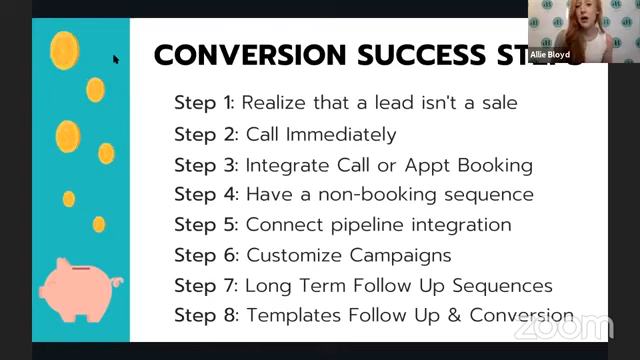 CONVERSION SUCCESS
Allie Bloyd
Step 1: Realize that a lead isn't a sale
Step 2: Call Immediately
Step 3: Integrate Call or Appt Booking
Step 4: Have a non-booking sequence
Step 5: Connect pipeline integration
Step 6: Customize Campaigns
Step 7: Long Term Follow Up Sequences
Step 8: Templates Follow Up & Conversion
zoom